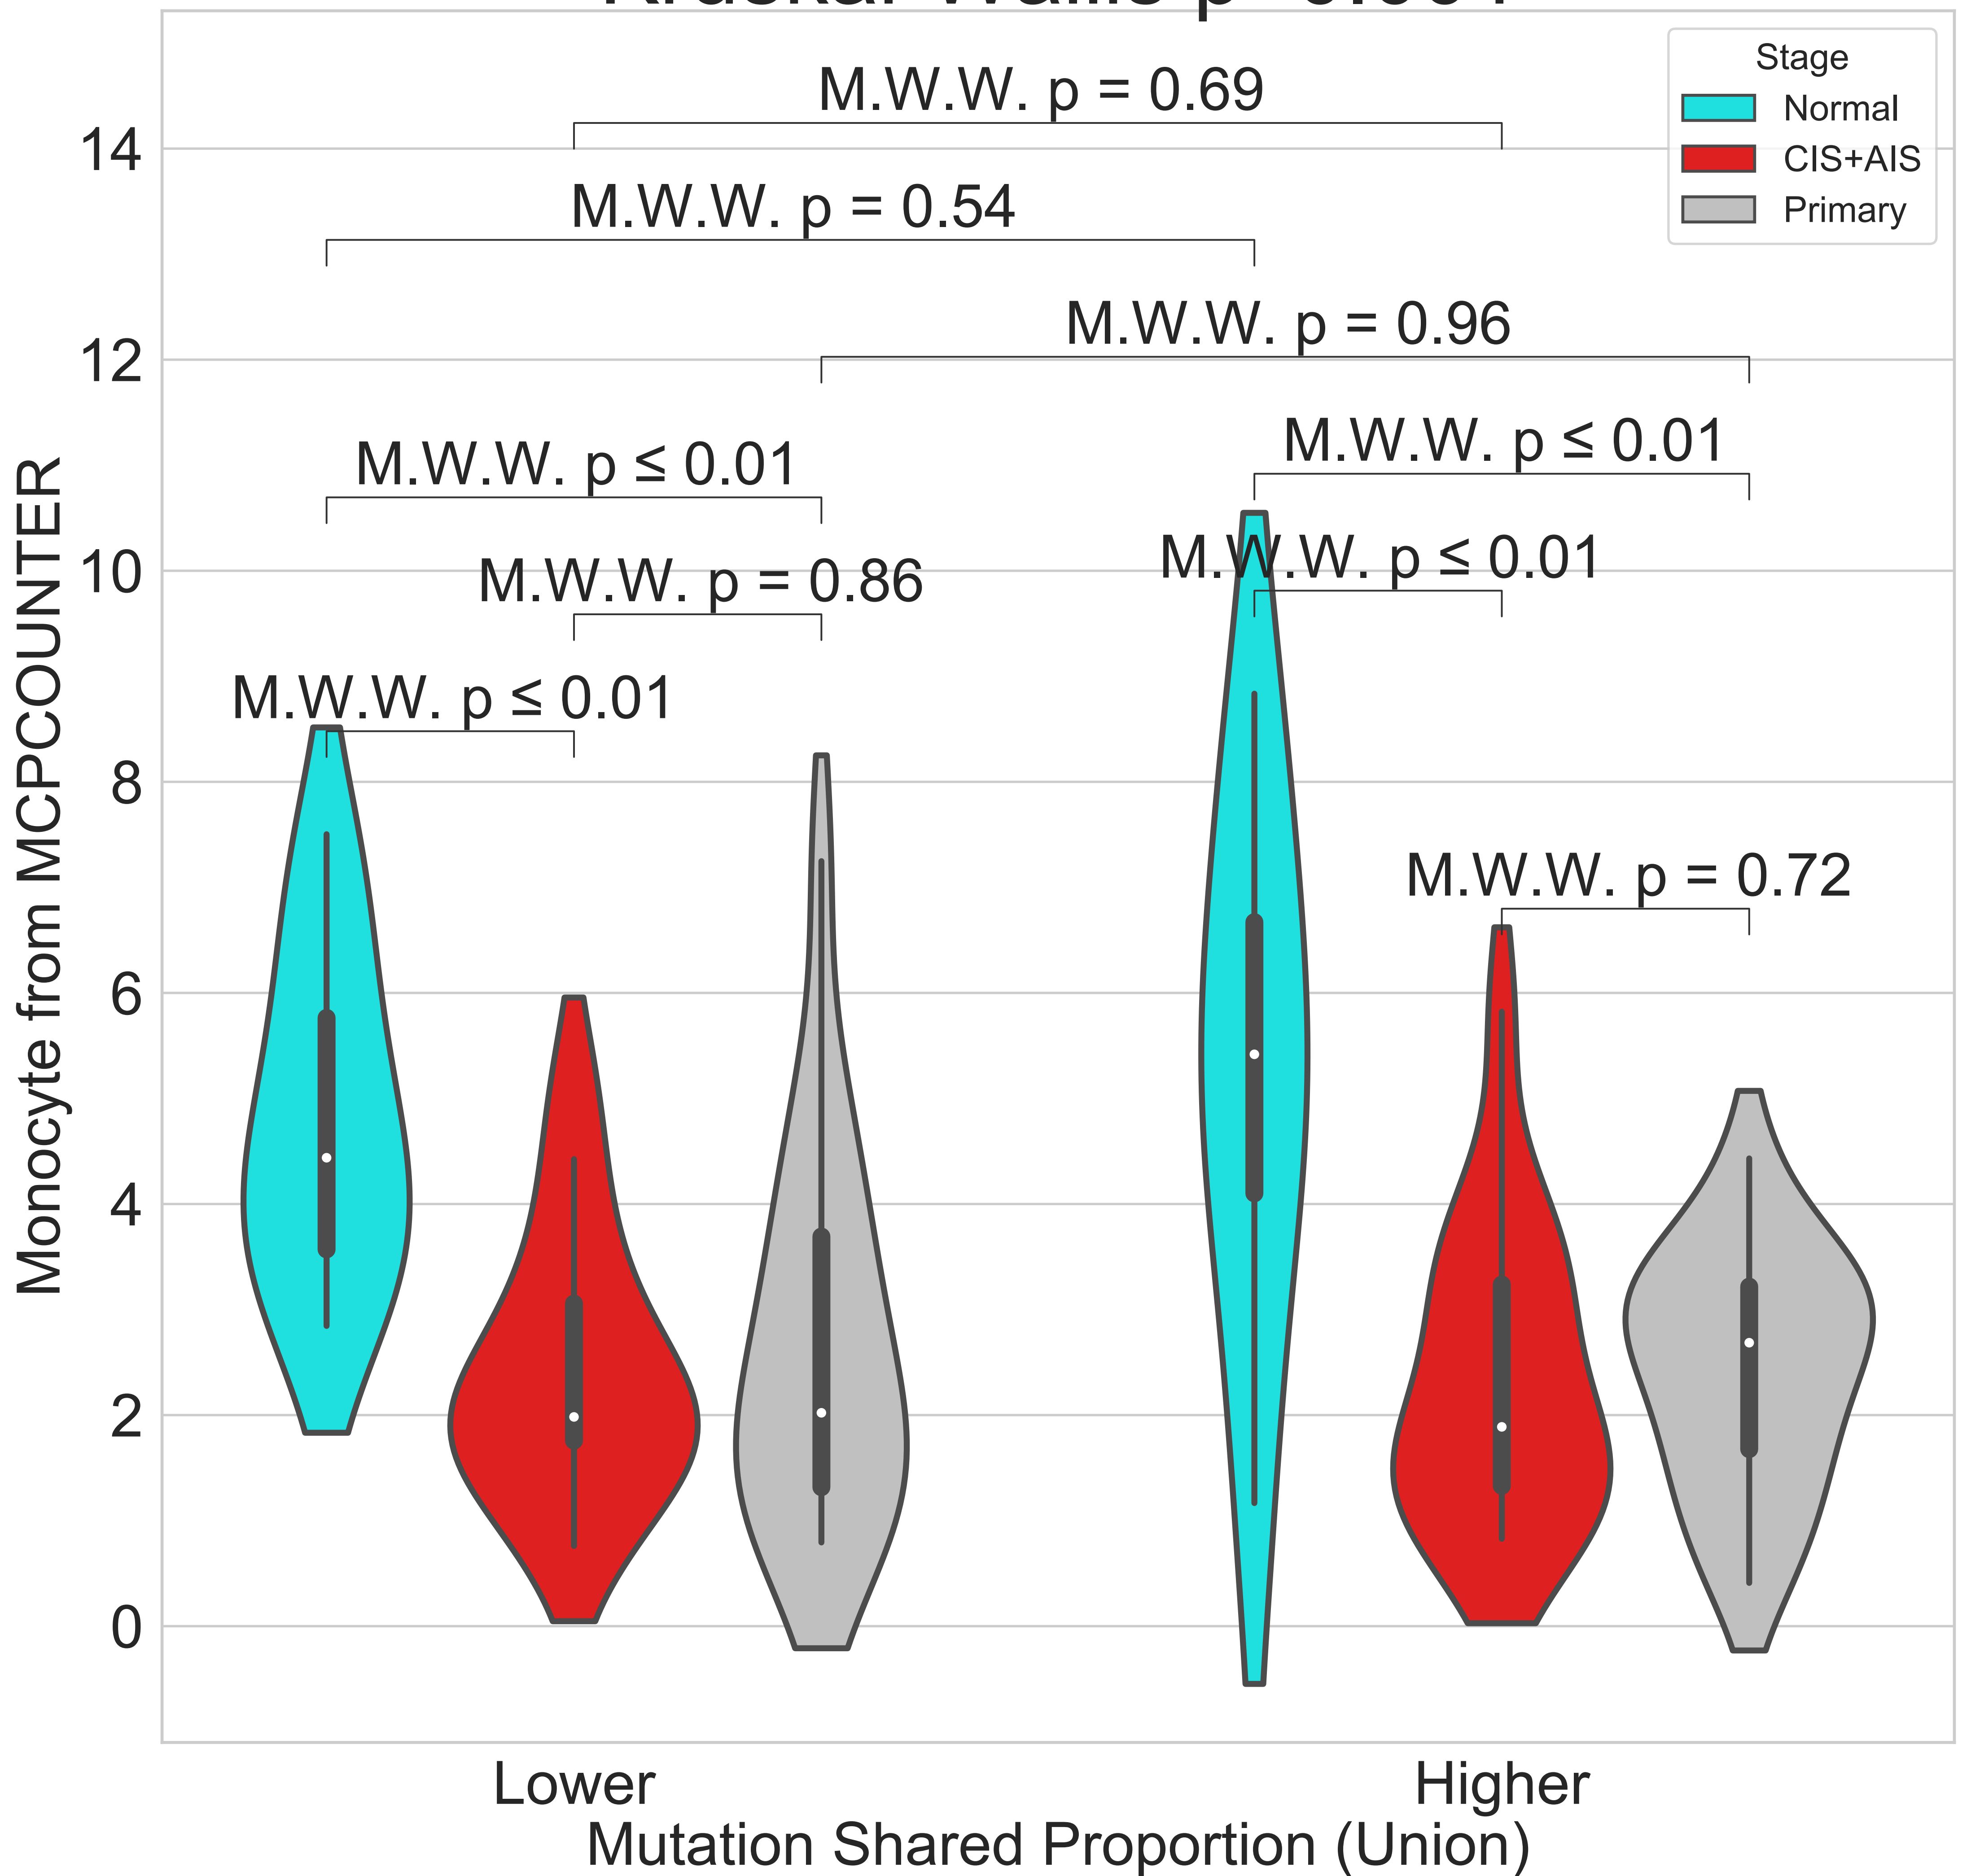 M.W.W. p = 0.69
M.W.W. p = 0.54
M.W.W. p = 0.96
M.W.W. p ≤ 0.01
M.W.W. p ≤ 0.01
M.W.W. p = 0.86
M.W.W. p ≤ 0.01
M.W.W. p ≤ 0.01
M.W.W. p = 0.72
Stage
Normal
CIS+AIS
Primary
Monocyte from MCPCOUNTER
14
12
10
8
6
4
2
0
Lower
Higher
Mutation Shared Proportion (Union)